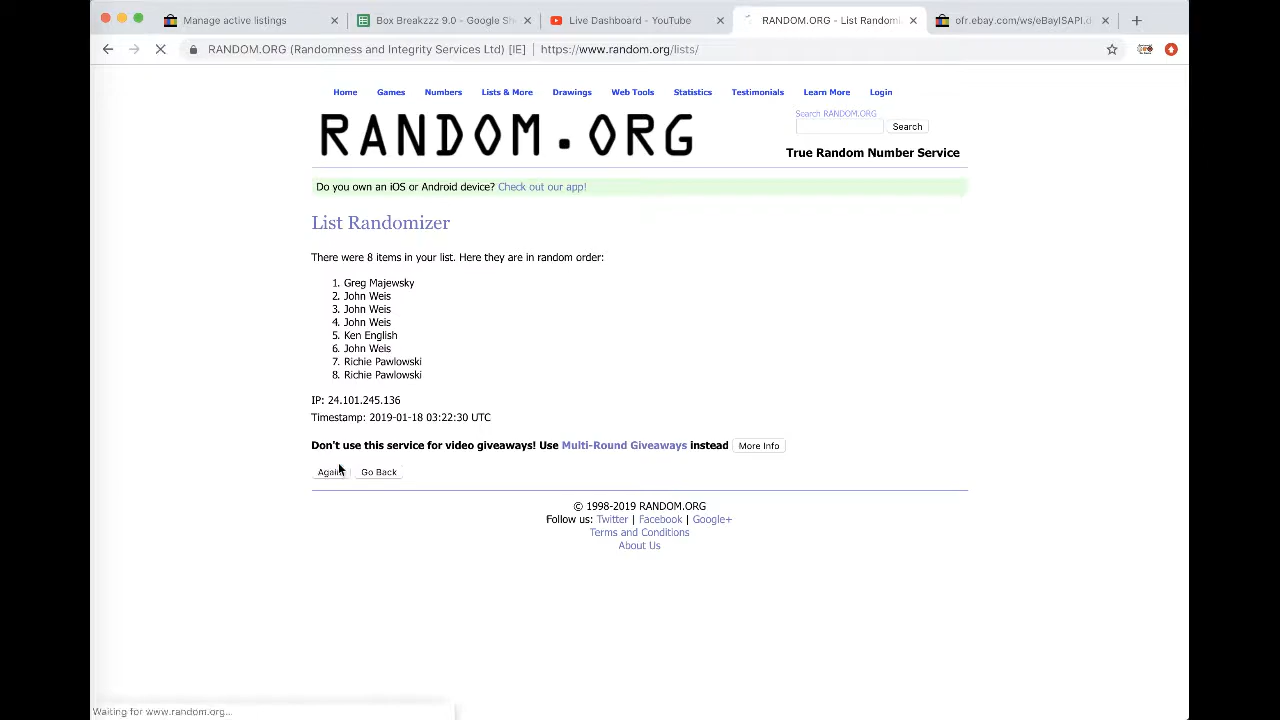 Manage active listings
Box Breakzzz 9.0 - Google Sh
Live Dashboard - YouTube
RANDOM.ORG - List Randomi
ofr.ebay.com/ws/eBayISAPI.d
RANDOM.ORG (Randomness and Integrity Services Ltd) [IE] | https://www.random.org/lists/
Home Games Numbers Lists & More Drawings Web Tools Statistics Testimonials Learn More Login
RANDOM.ORG
Search RANDOM.ORG
Search
True Random Number Service
Do you own an iOS or Android device? Check out our app!
List Randomizer
There were 8 items in your list. Here they are in random order:
1. Greg Majewsky
2. John Weis
3. John Weis
4. John Weis
5. Ken English
6. John Weis
7. Richie Pawlowski
8. Richie Pawlowski
IP: 24.101.245.136
Timestamp: 2019-01-18 03:22:30 UTC
Don't use this service for video giveaways! Use Multi-Round Giveaways instead More Info
Again Go Back
© 1998-2019 RANDOM.ORG
Follow us: Twitter | Facebook | Google+
Terms and Conditions
About Us
Waiting for www.random.org...